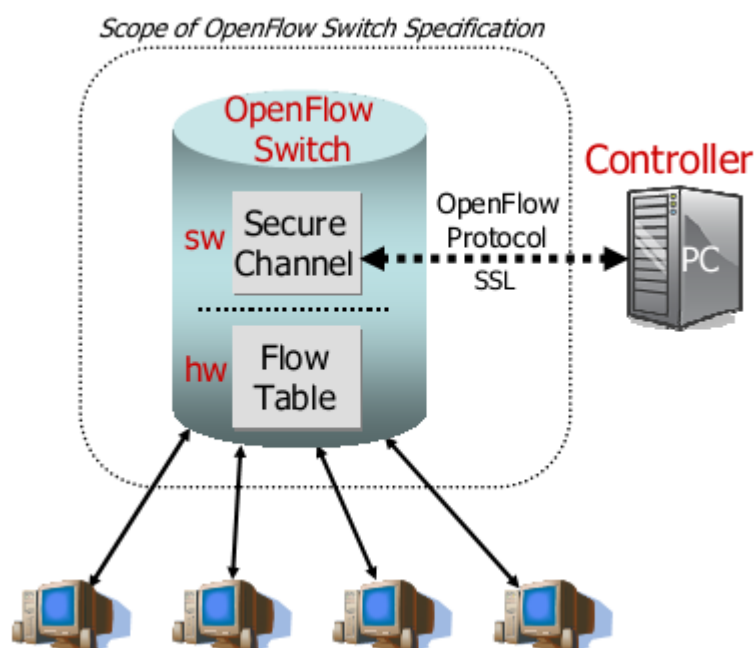 Scope of OpenFlow Switch Specification
OpenFlow
Switch
Controller
sw
Secure
Channel
OpenFlow
Protocol
SSL
PC
hw
Flow
Table